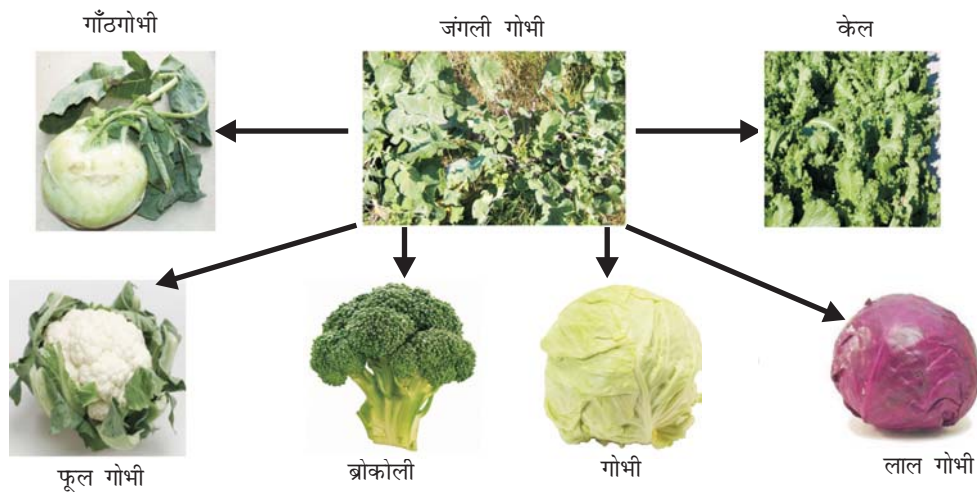 गाँठगोभी
जंगली गोभी
केल
फूल गोभी
ब्रोकोली
गोभी
लाल गोभी